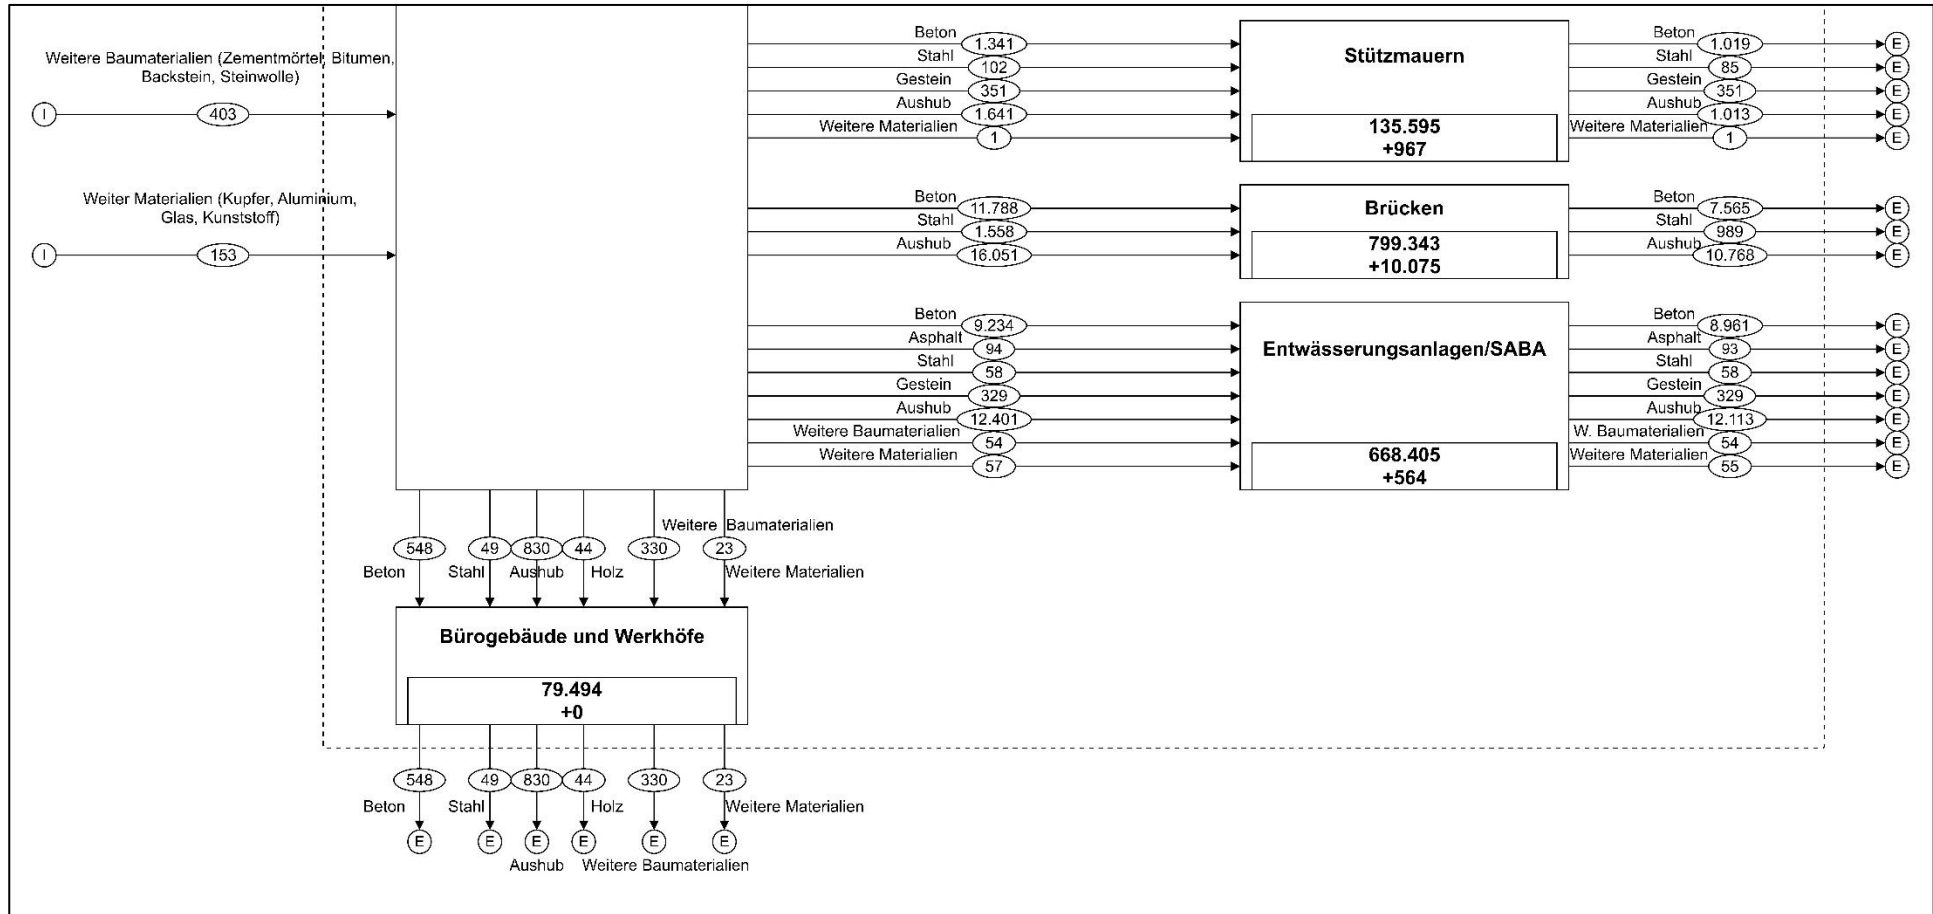 Weitere Baumaterialien (Zementmörtel, Bitumen,
Backstein, Steinwolle)
I
403
Weiter Materialien (Kupfer, Aluminium,
Glas, Kunststoff)
I
153
Beton
1.341
Stahl
102
Gestein
351
Aushub
1.641
Weitere Materialien
1
Stützmauern
135.595
+967
Beton
1.019
E
Stahl
85
E
Gestein
351
E
Aushub
1.013
E
Weitere Materialien
1
E
Beton
11.788
Stahl
1.558
Aushub
16.051
Brücken
799.343
+10.075
Beton
7.565
E
Stahl
989
E
Aushub
10.768
E
Beton
9.234
Asphalt
94
Stahl
58
Gestein
329
Aushub
12.401
Weitere Baumaterialien
54
Weitere Materialien
57
Entwässerungsanlagen/SABA
668.405
+564
Beton
8.961
E
Asphalt
93
E
Stahl
58
E
Gestein
329
E
Aushub
12.113
E
W. Baumaterialien
54
E
Weitere Materialien
55
E
Weitere Baumaterialien
548 49 830 44 330 23
Beton Stahl Aushub Holz Weitere Materialien
Bürogebäude und Werkhöfe
79.494
+0
548 49 830 44 330 23
Beton Stahl Holz Weitere Materialien
E E E E E E
Aushub Weitere Baumaterialien